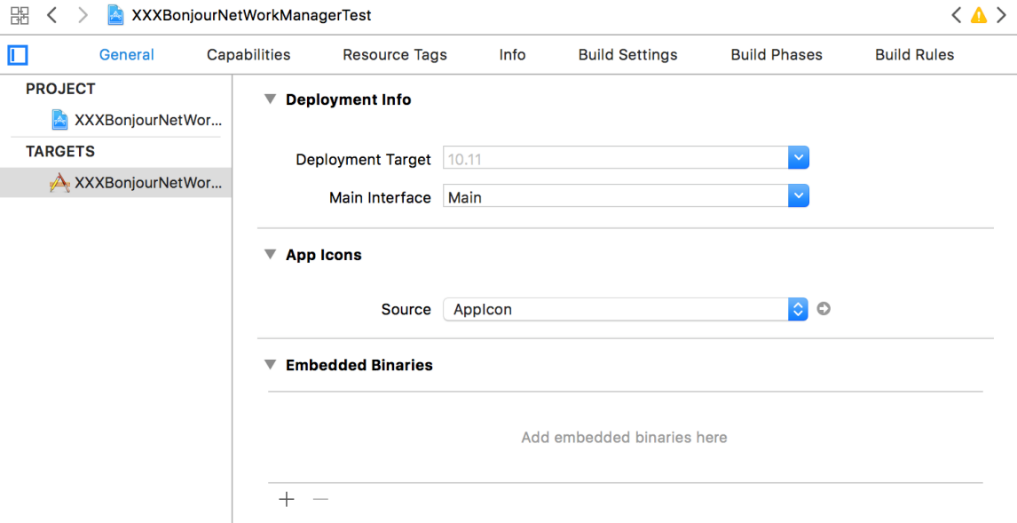 XXXBonjourNetWorkManagerTest
General Capabilities Resource Tags Info Build Settings Build Phases Build Rules
PROJECT
XXXBonjourNetWor...
TARGETS
XXXBonjourNetWor...
Deployment Info
Deployment Target 10.11
Main Interface Main
App Icons
Source AppIcon
Embedded Binaries
Add embedded binaries here